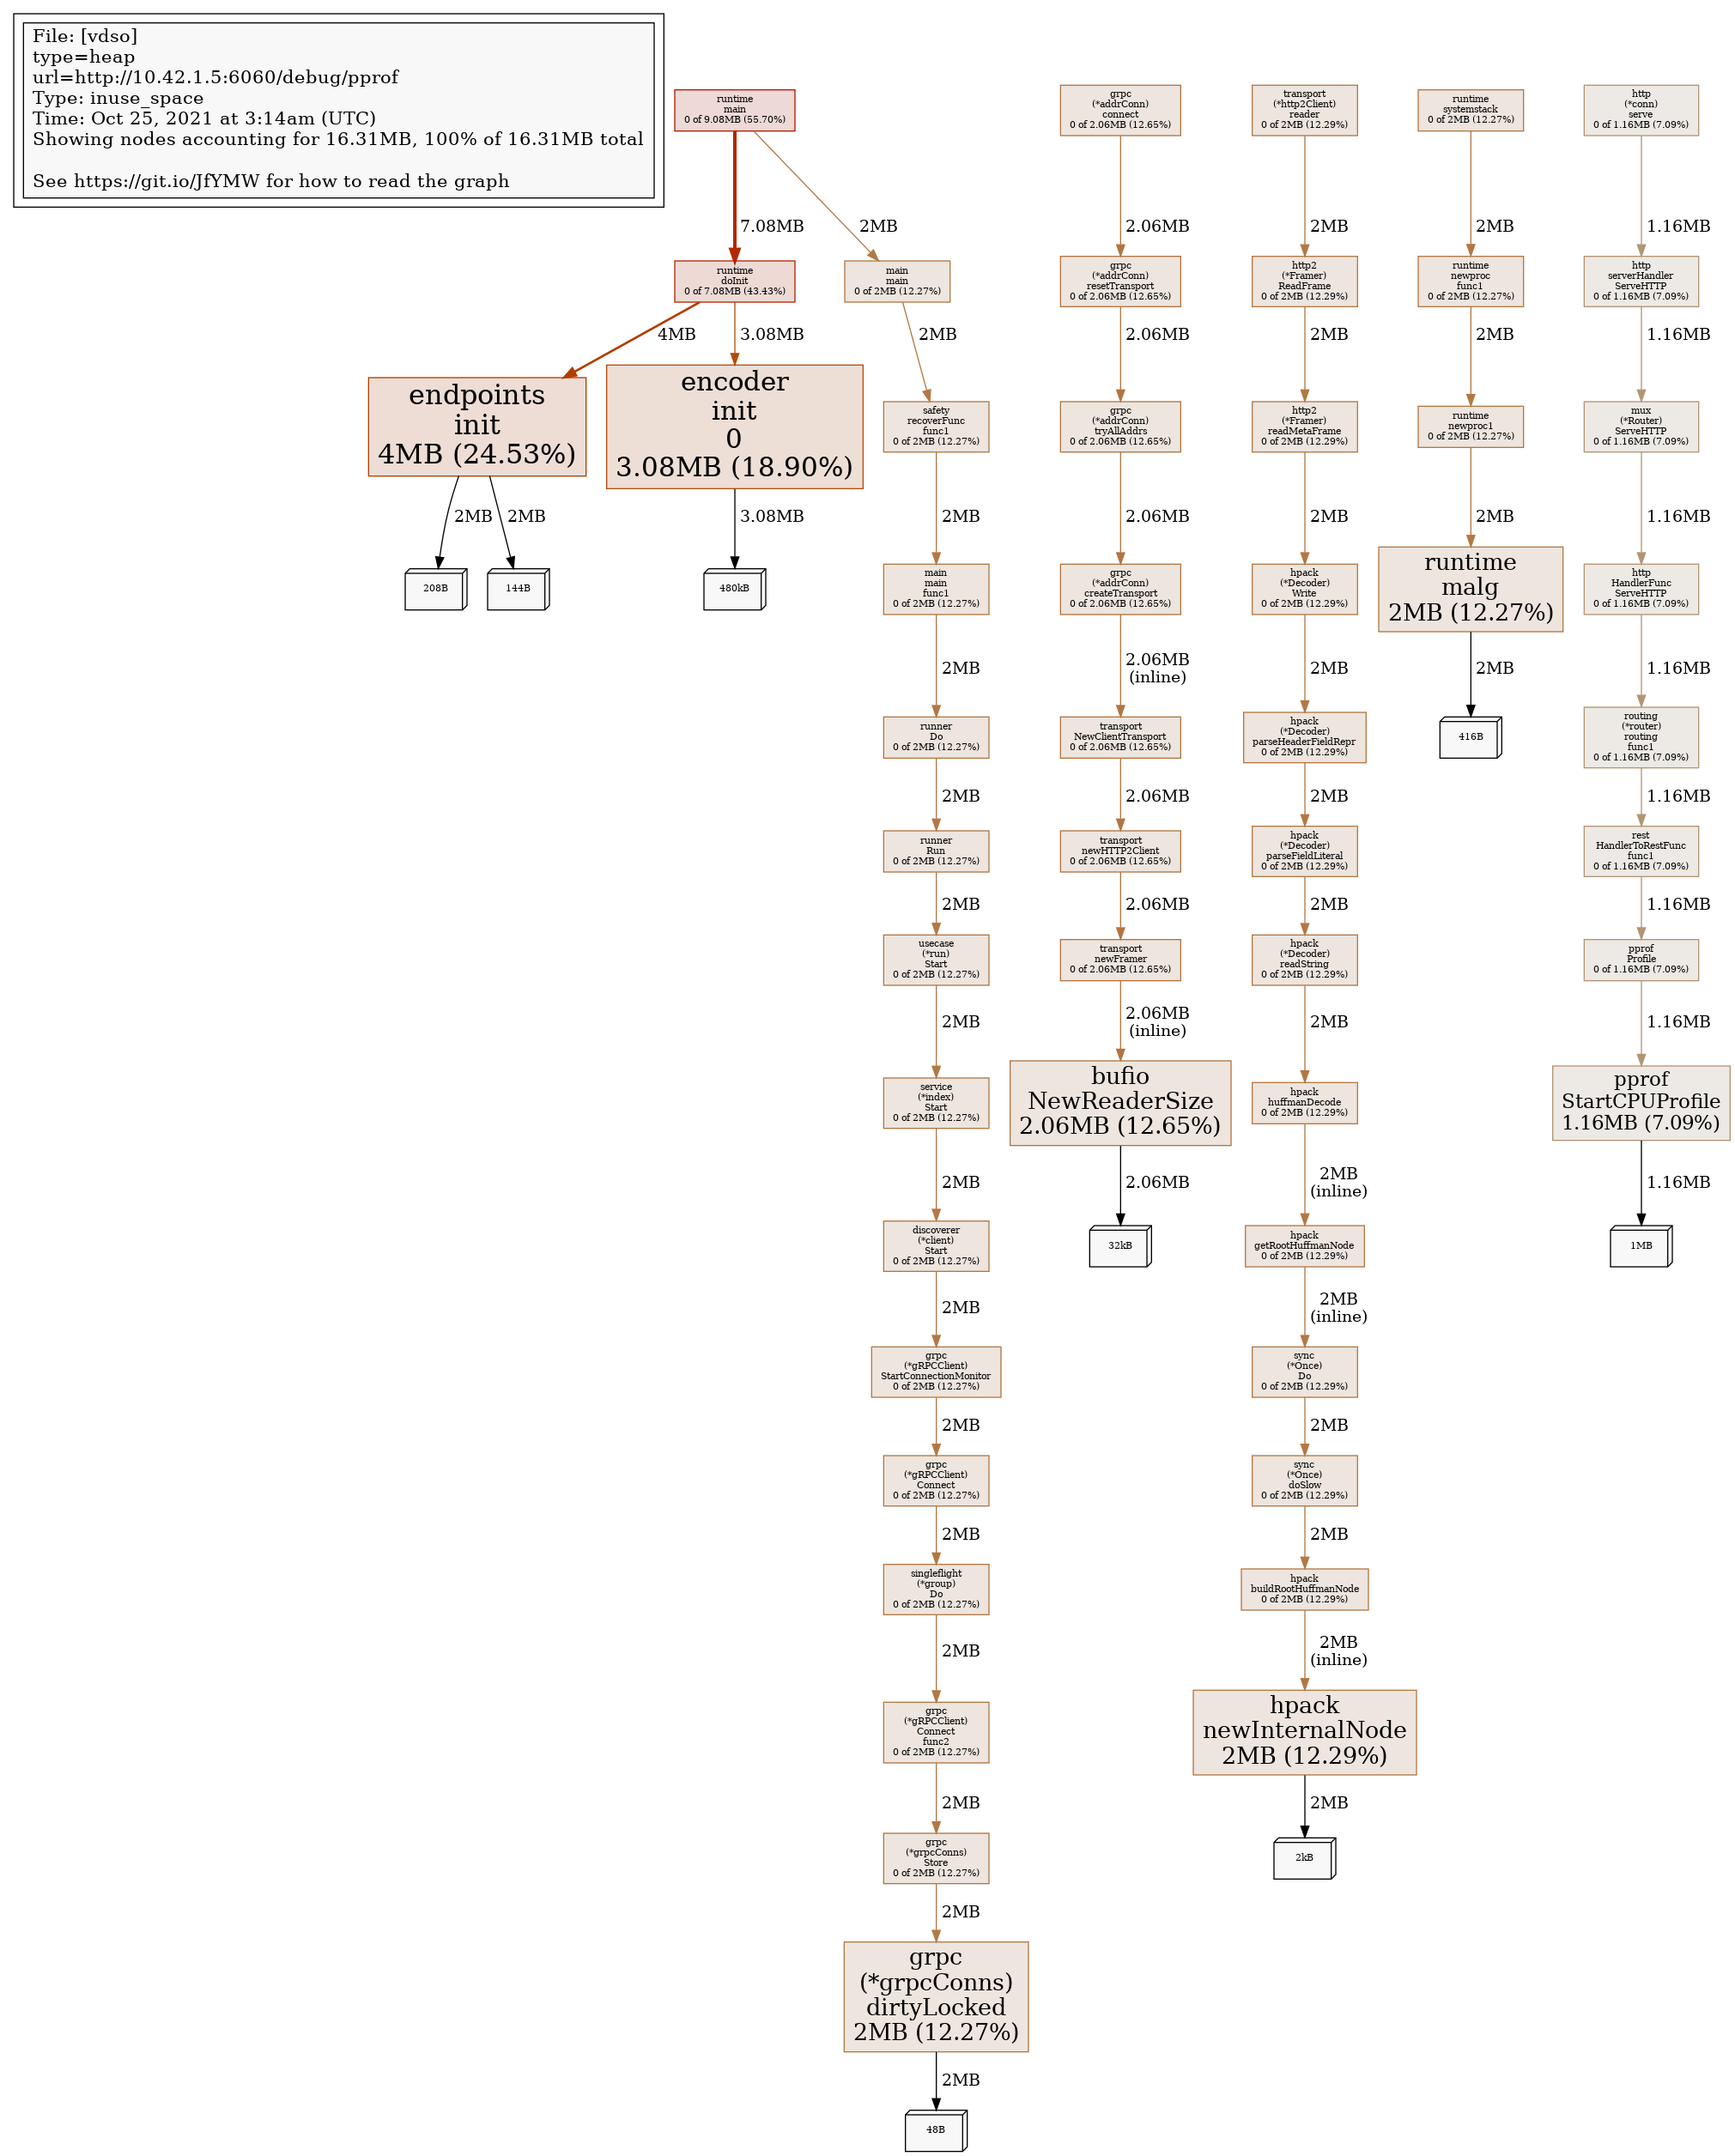 File: [vdso]
type=heap
url=http://10.42.1.5:6060/debug/pprof
Type: inuse_space
Time: Oct 25, 2021 at 3:14am (UTC)
Showing nodes accounting for 16.31MB, 100% of 16.31MB total
See https://git.io/JfYMW for how to read the graph
runtime
main
0 of 9.08MB (55.70%)
7.08MB
2MB
runtime
doInit
0 of 7.08MB (43.43%)
4MB
3.08MB
endpoints
init
4MB (24.53%)
2MB
2MB
208B
144B
encoder
init
0
3.08MB (18.90%)
3.08MB
480kB
main
main
0 of 2MB (12.27%)
2MB
safety
recoverFunc
func1
0 of 2MB (12.27%)
2MB
main
main
func1
0 of 2MB (12.27%)
2MB
runner
Do
0 of 2MB (12.27%)
2MB
runner
Run
0 of 2MB (12.27%)
2MB
usecase
(*run)
Start
0 of 2MB (12.27%)
2MB
service
(*index)
Start
0 of 2MB (12.27%)
2MB
discoverer
(*client)
Start
0 of 2MB (12.27%)
2MB
grpc
(*gRPCClient)
StartConnectionMonitor
0 of 2MB (12.27%)
2MB
grpc
(*gRPCClient)
Connect
0 of 2MB (12.27%)
2MB
singleflight
(*group)
Do
0 of 2MB (12.27%)
2MB
grpc
(*gRPCClient)
Connect
func2
0 of 2MB (12.27%)
2MB
grpc
(*grpcConns)
Store
0 of 2MB (12.27%)
2MB
grpc
(*grpcConns)
dirtyLocked
2MB (12.27%)
2MB
48B
grpc
(*addrConn)
connect
0 of 2.06MB (12.65%)
2.06MB
grpc
(*addrConn)
resetTransport
0 of 2.06MB (12.65%)
2.06MB
grpc
(*addrConn)
tryAllAddrs
0 of 2.06MB (12.65%)
2.06MB
grpc
(*addrConn)
createTransport
0 of 2.06MB (12.65%)
2.06MB
(inline)
transport
NewClientTransport
0 of 2.06MB (12.65%)
2.06MB
transport
newHTTP2Client
0 of 2.06MB (12.65%)
2.06MB
transport
newFramer
0 of 2.06MB (12.65%)
2.06MB
(inline)
bufio
NewReaderSize
2.06MB (12.65%)
2.06MB
32kB
transport
(*http2Client)
reader
0 of 2MB (12.29%)
2MB
http2
(*Framer)
ReadFrame
0 of 2MB (12.29%)
2MB
http2
(*Framer)
readMetaFrame
0 of 2MB (12.29%)
2MB
hpack
(*Decoder)
Write
0 of 2MB (12.29%)
2MB
hpack
(*Decoder)
parseHeaderFieldRepr
0 of 2MB (12.29%)
2MB
hpack
(*Decoder)
parseFieldLiteral
0 of 2MB (12.29%)
2MB
hpack
(*Decoder)
readString
0 of 2MB (12.29%)
2MB
hpack
huffmanDecode
0 of 2MB (12.29%)
2MB
(inline)
hpack
getRootHuffmanNode
0 of 2MB (12.29%)
2MB
(inline)
sync
(*Once)
Do
0 of 2MB (12.29%)
2MB
sync
(*Once)
doSlow
0 of 2MB (12.29%)
2MB
hpack
buildRootHuffmanNode
0 of 2MB (12.29%)
2MB
(inline)
hpack
newInternalNode
2MB (12.29%)
2MB
2kB
runtime
systemstack
0 of 2MB (12.27%)
2MB
runtime
newproc
func1
0 of 2MB (12.27%)
2MB
runtime
newproc1
0 of 2MB (12.27%)
2MB
runtime
malg
2MB (12.27%)
2MB
416B
http
(*conn)
serve
0 of 1.16MB (7.09%)
1.16MB
http
serverHandler
ServeHTTP
0 of 1.16MB (7.09%)
1.16MB
mux
(*Router)
ServeHTTP
0 of 1.16MB (7.09%)
1.16MB
http
HandlerFunc
ServeHTTP
0 of 1.16MB (7.09%)
1.16MB
routing
(*router)
routing
func1
0 of 1.16MB (7.09%)
1.16MB
rest
HandlerToRestFunc
func1
0 of 1.16MB (7.09%)
1.16MB
pprof
Profile
0 of 1.16MB (7.09%)
1.16MB
pprof
StartCPUProfile
1.16MB (7.09%)
1.16MB
1MB